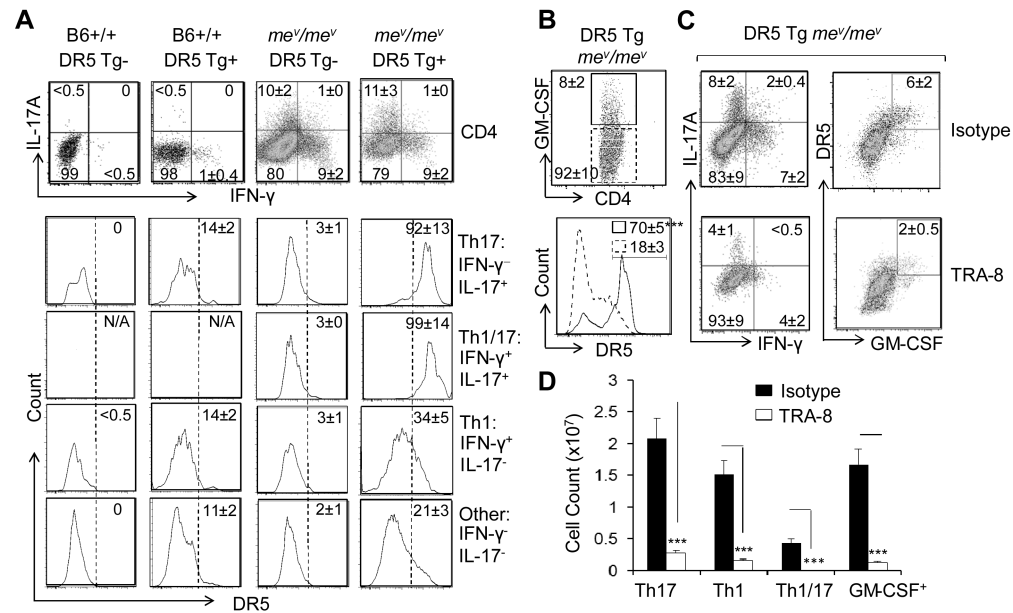 A
B6+/+
DR5 Tg-
B6+/+
DR5 Tg+
meᵛ/meᵛ
DR5 Tg-
meᵛ/meᵛ
DR5 Tg+
IL-17A
<0.5 0
99 <0.5
<0.5 0
98 1±0.4
10±2 1±0
80 9±2
11±3 1±0
79 9±2
CD4
IFN-γ
0
14±2
3±1
92±13
Th17:
IFN-γ⁻
IL-17⁺
N/A
N/A
3±0
99±14
Th1/17:
IFN-γ⁺
IL-17⁺
<0.5
14±2
3±1
34±5
Th1:
IFN-γ⁺
IL-17⁻
0
11±2
2±1
21±3
Other:
IFN-γ⁻
IL-17⁻
Count
DR5
B
DR5 Tg
meᵛ/meᵛ
GM-CSF
8±2
92±10
CD4
70±5***
18±3
Count
DR5
C
DR5 Tg meᵛ/meᵛ
IL-17A
8±2 2±0.4
83±9 7±2
DR5
6±2
Isotype
4±1 <0.5
93±9 4±2
2±0.5
TRA-8
IFN-γ
GM-CSF
D
Cell Count (x10⁷)
3
2.5
2
1.5
1
0.5
0
Isotype
TRA-8
***
***
***
***
Th17
Th1
Th1/17
GM-CSF⁺